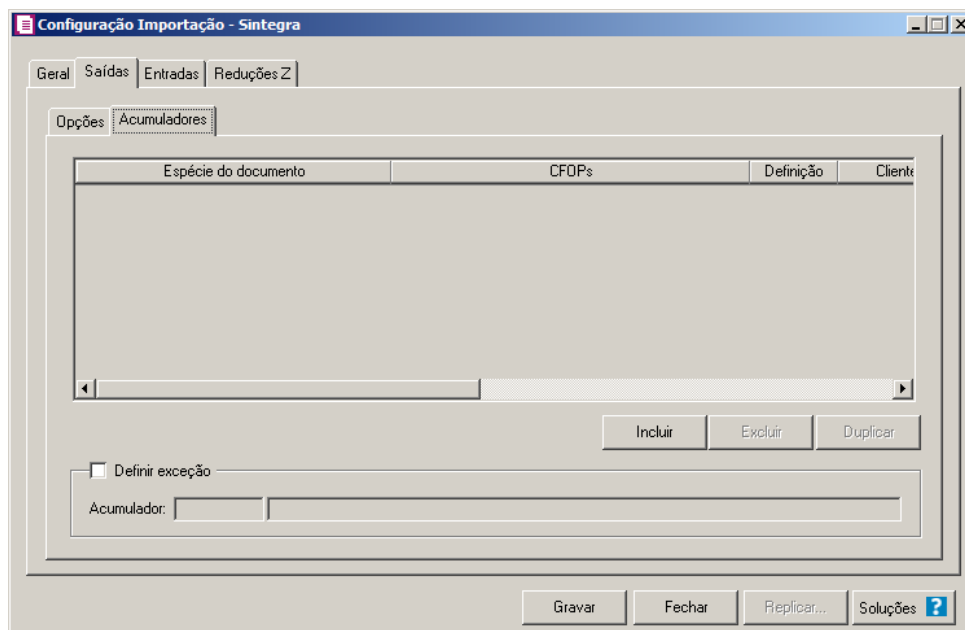 Configuração Importação - Sintegra
Geral Saídas Entradas Reduções Z
Opções Acumuladores
Espécie do documento CFOPs Definição Cliente
Incluir Excluir Duplicar
Definir exceção
Acumulador:
Gravar Fechar Replicar... Soluções ?